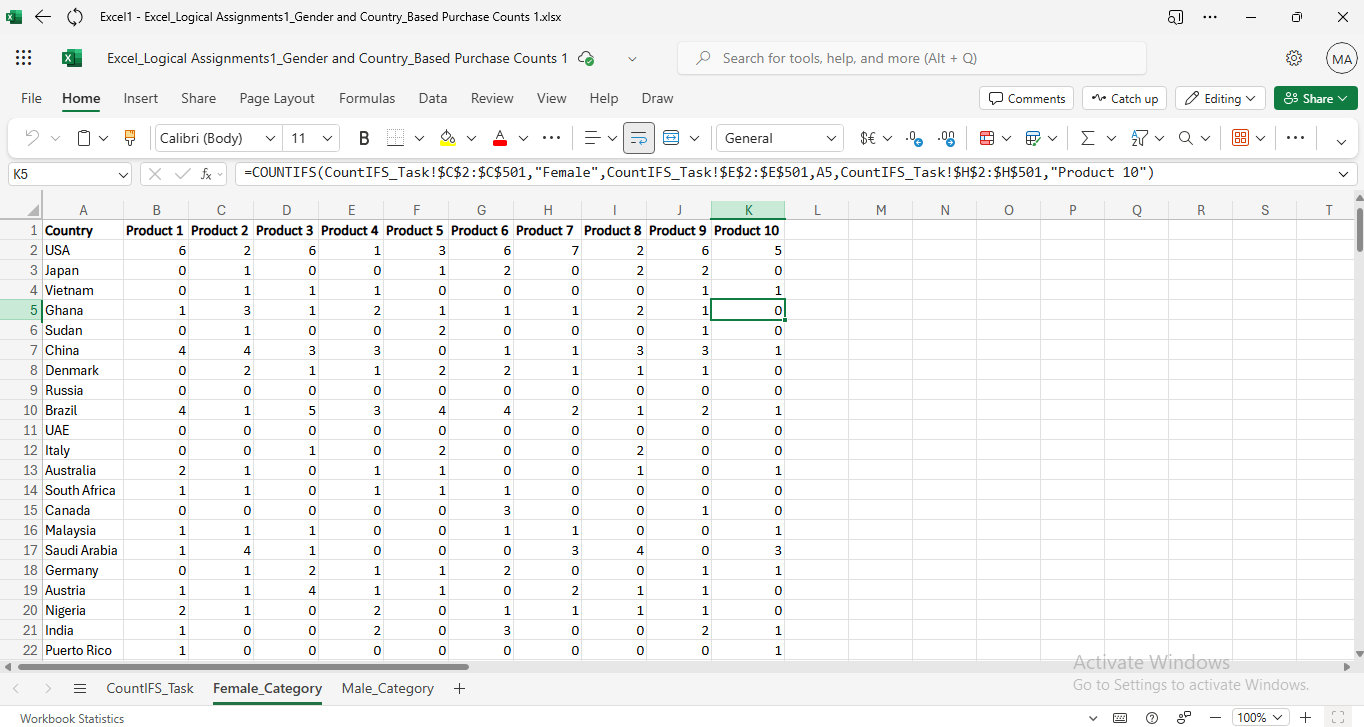 Excel1 - Excel_Logical Assignments1_Gender and Country_Based Purchase Counts 1.xlsx
Excel_Logical Assignments1_Gender and Country_Based Purchase Counts 1 Search for tools, help, and more (Alt + Q) MA
File Home Insert Share Page Layout Formulas Data Review View Help Draw Comments Catch up Editing Share
Calibri (Body) 11 B A General $€
K5 fx =COUNTIFS(CountIFS_Task!$C$2:$C$501,"Female",CountIFS_Task!$E$2:$E$501,A5,CountIFS_Task!$H$2:$H$501,"Product 10")
A B C D E F G H I J K L M N O P Q R S T
1 Country Product 1 Product 2 Product 3 Product 4 Product 5 Product 6 Product 7 Product 8 Product 9 Product 10
2 USA 6 2 6 1 3 6 7 2 6 5
3 Japan 0 1 0 0 1 2 0 2 2 0
4 Vietnam 0 1 1 1 0 0 0 0 1 1
5 Ghana 1 3 1 2 1 1 1 2 1 0
6 Sudan 0 1 0 0 2 0 0 0 1 0
7 China 4 4 3 3 0 1 1 3 3 1
8 Denmark 0 2 1 1 2 2 1 1 1 0
9 Russia 0 0 0 0 0 0 0 0 0 0
10 Brazil 4 1 5 3 4 4 2 1 2 1
11 UAE 0 0 0 0 0 0 0 0 0 0
12 Italy 0 0 1 0 2 0 0 2 0 0
13 Australia 2 1 0 1 1 0 0 1 0 1
14 South Africa 1 1 0 1 1 1 0 0 0 0
15 Canada 0 0 0 0 0 3 0 0 1 0
16 Malaysia 1 1 1 0 0 1 1 0 0 1
17 Saudi Arabia 1 4 1 0 0 0 3 4 0 3
18 Germany 0 1 2 1 1 2 0 0 1 1
19 Austria 1 1 4 1 1 0 2 1 1 0
20 Nigeria 2 1 0 2 0 1 1 1 1 0
21 India 1 0 0 2 0 3 0 0 2 1
22 Puerto Rico 1 0 0 0 0 0 0 0 0 1
Activate Windows
Go to Settings to activate Windows.
CountIFS_Task Female_Category Male_Category
Workbook Statistics 100%